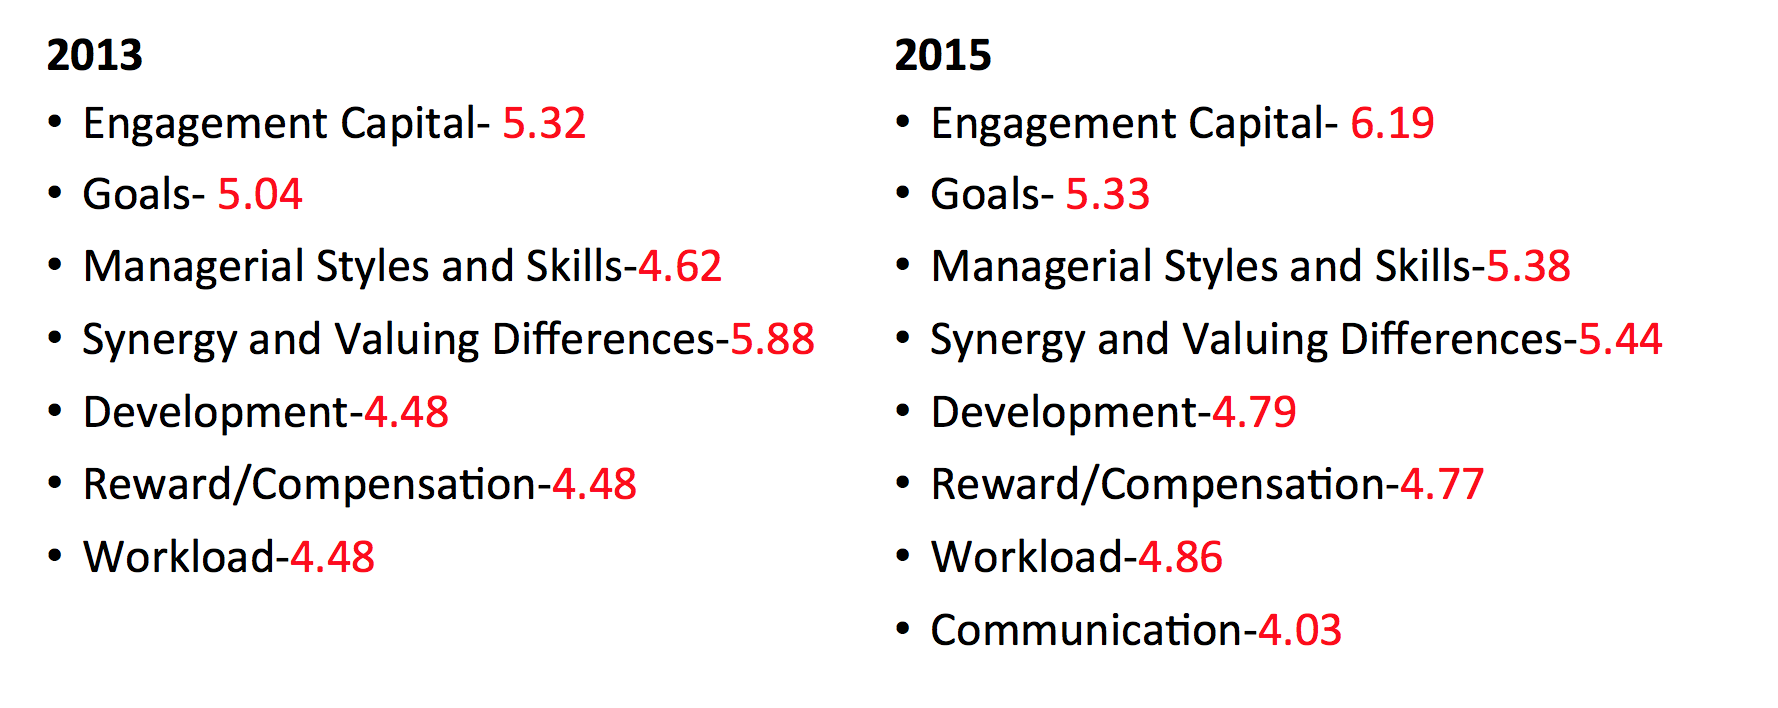 2013
• Engagement Capital- 5.32
• Goals- 5.04
• Managerial Styles and Skills-4.62
• Synergy and Valuing Differences-5.88
• Development-4.48
• Reward/Compensation-4.48
• Workload-4.48
2015
• Engagement Capital- 6.19
• Goals- 5.33
• Managerial Styles and Skills-5.38
• Synergy and Valuing Differences-5.44
• Development-4.79
• Reward/Compensation-4.77
• Workload-4.86
• Communication-4.03